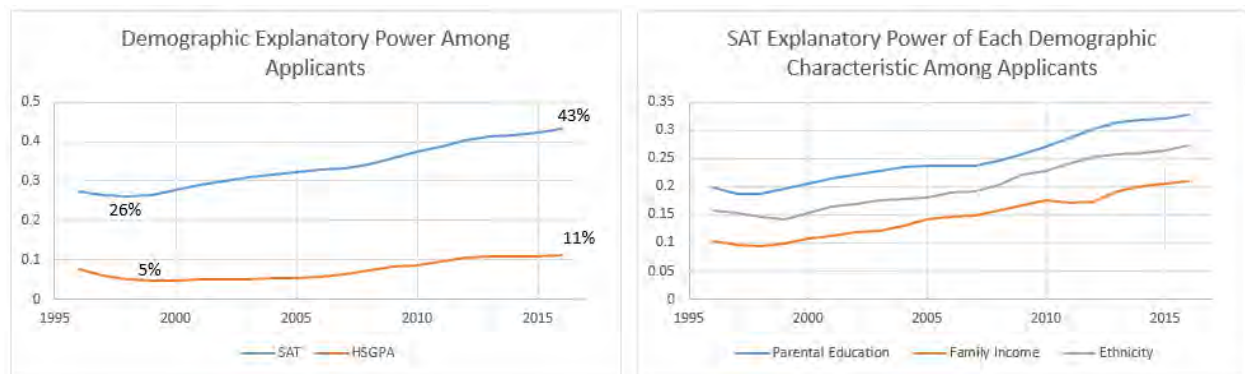 Demographic Explanatory Power Among
Applicants
0.5
0.4
0.3
0.2
0.1
0
43%
26%
11%
5%
1995 2000 2005 2010 2015
SAT HSGPA
SAT Explanatory Power of Each Demographic
Characteristic Among Applicants
0.35
0.3
0.25
0.2
0.15
0.1
0.05
0
1995 2000 2005 2010 2015
Parental Education Family Income Ethnicity